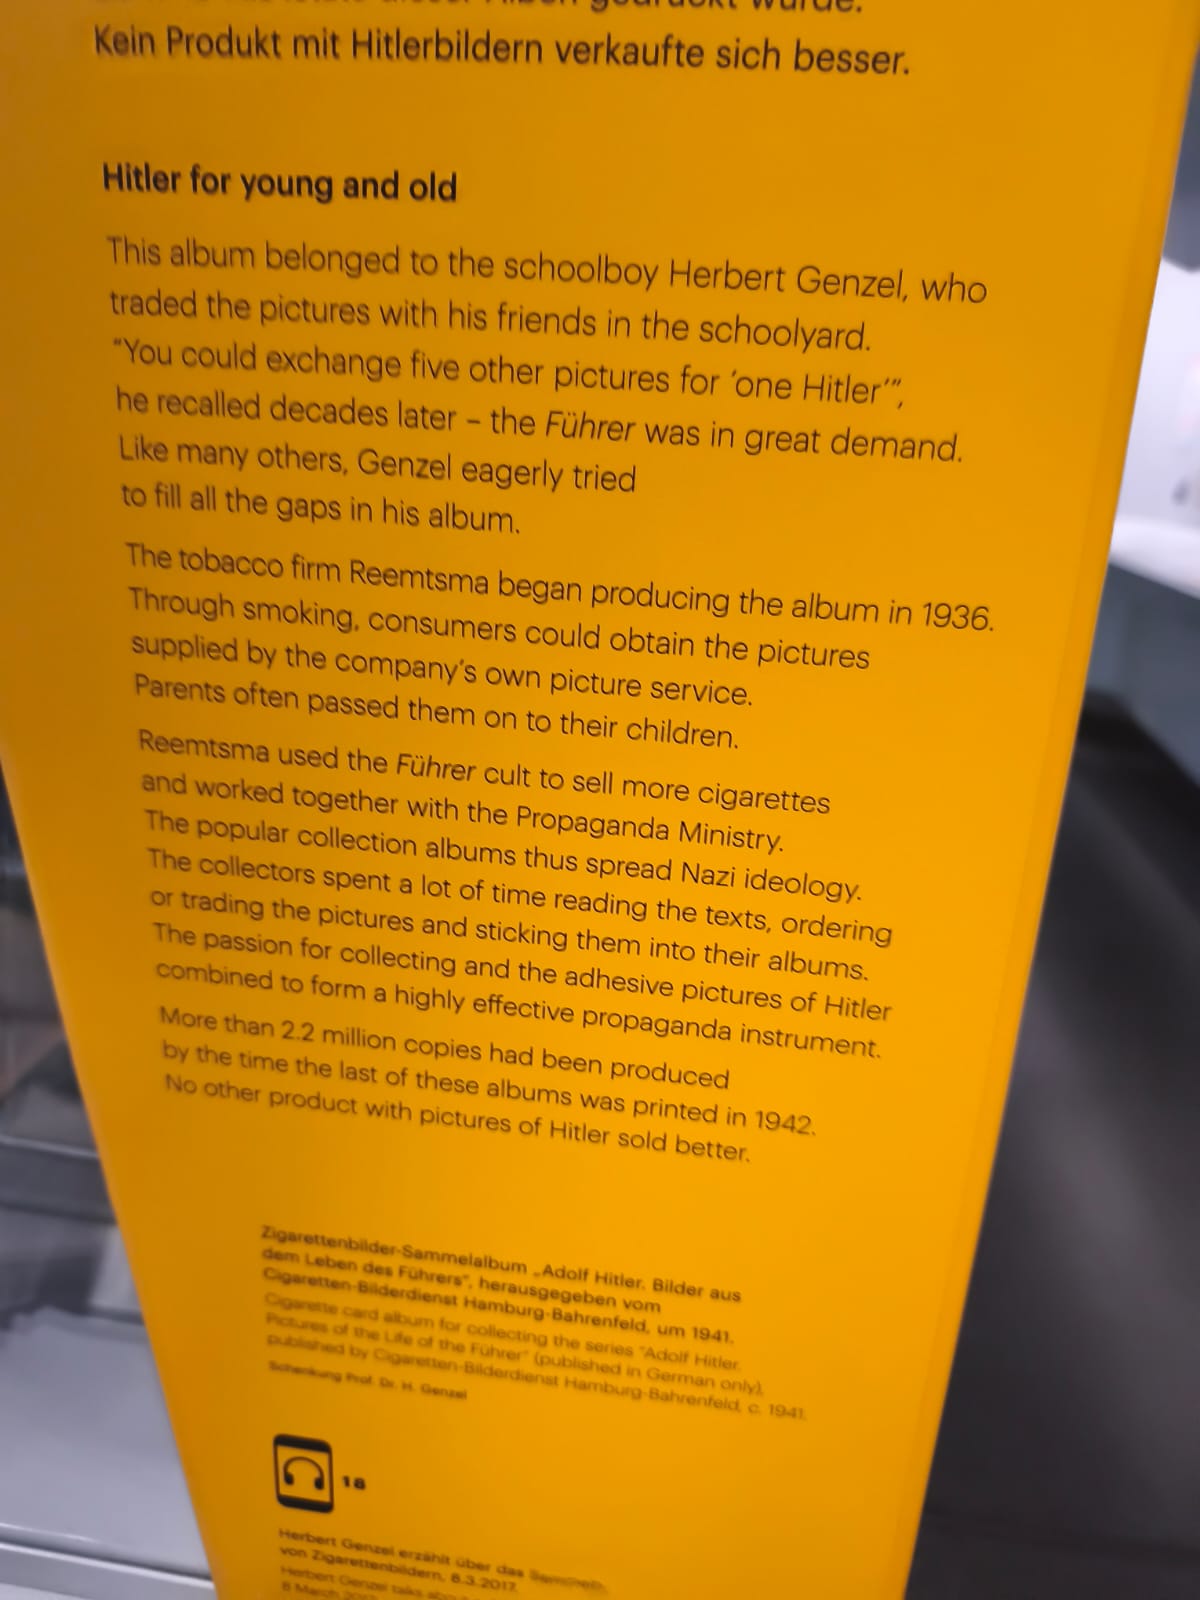 dieser Alben gedruckt wurde.
Kein Produkt mit Hitlerbildern verkaufte sich besser.
Hitler for young and old
This album belonged to the schoolboy Herbert Genzel, who
traded the pictures with his friends in the schoolyard.
“You could exchange five other pictures for ‘one Hitler’”,
he recalled decades later – the Führer was in great demand.
Like many others, Genzel eagerly tried
to fill all the gaps in his album.
The tobacco firm Reemtsma began producing the album in 1936.
Through smoking, consumers could obtain the pictures
supplied by the company’s own picture service.
Parents often passed them on to their children.
Reemtsma used the Führer cult to sell more cigarettes
and worked together with the Propaganda Ministry.
The popular collection albums thus spread Nazi ideology.
The collectors spent a lot of time reading the texts, ordering
or trading the pictures and sticking them into their albums.
The passion for collecting and the adhesive pictures of Hitler
combined to form a highly effective propaganda instrument.
More than 2.2 million copies had been produced
by the time the last of these albums was printed in 1942.
No other product with pictures of Hitler sold better.
Zigarettenbilder-Sammelalbum „Adolf Hitler. Bilder aus
dem Leben des Führers“, herausgegeben vom
Cigaretten-Bilderdienst Hamburg-Bahrenfeld, um 1941.
Cigarette card album for collecting the series “Adolf Hitler.
Pictures of the Life of the Führer” (published in German only),
published by Cigaretten-Bilderdienst Hamburg-Bahrenfeld, c. 1941.
Schenkung Prof. Dr. H. Genzel
18
Herbert Genzel erzählt über das
von Zigarettenbildern, 8.3.2017.
Herbert Genzel talks
8 March